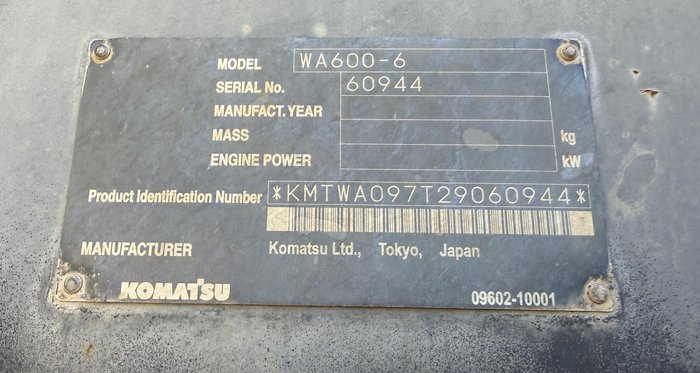 MODEL WA600-6
SERIAL No. 60944
MANUFACT. YEAR
MASS kg
ENGINE POWER kW
Product Identification Number *KMTWA097T29060944*
MANUFACTURER Komatsu Ltd., Tokyo, Japan
KOMATSU 09602-10001